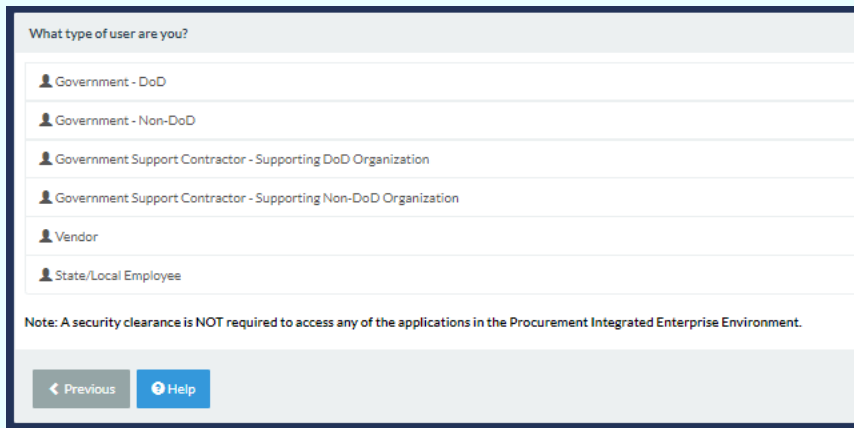 What type of user are you?
Government - DoD
Government - Non-DoD
Government Support Contractor - Supporting DoD Organization
Government Support Contractor - Supporting Non-DoD Organization
Vendor
State/Local Employee
Note: A security clearance is NOT required to access any of the applications in the Procurement Integrated Enterprise Environment.
Previous
Help